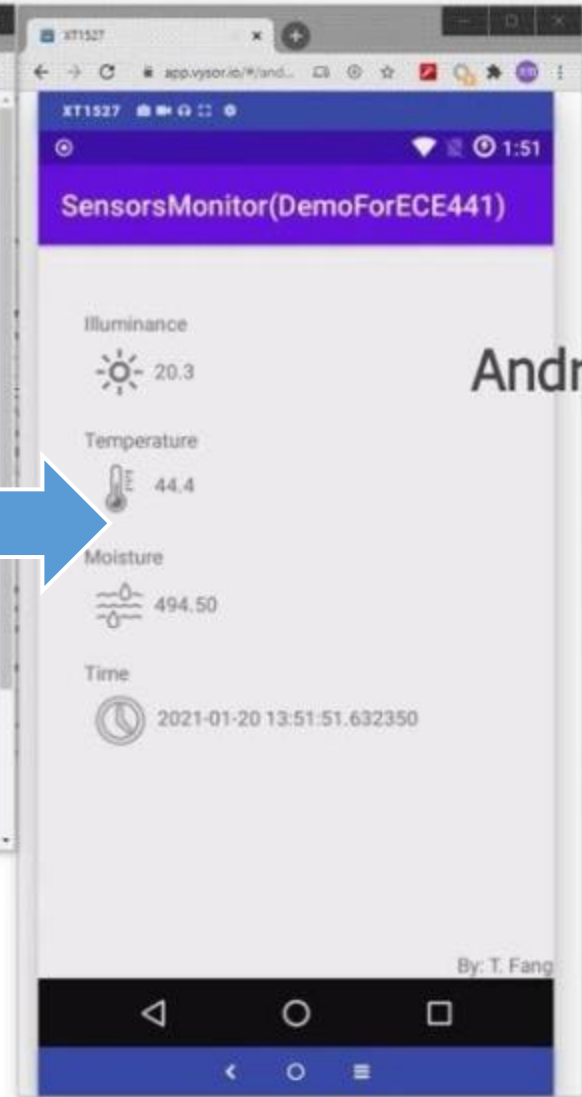 XT1527
app.vysor.io/#/and...
XT1527
1:51
SensorsMonitor(DemoForECE441)
Illuminance
20.3
Andr
Temperature
44.4
Moisture
494.50
Time
2021-01-20 13:51:51.632350
By: T. Fang